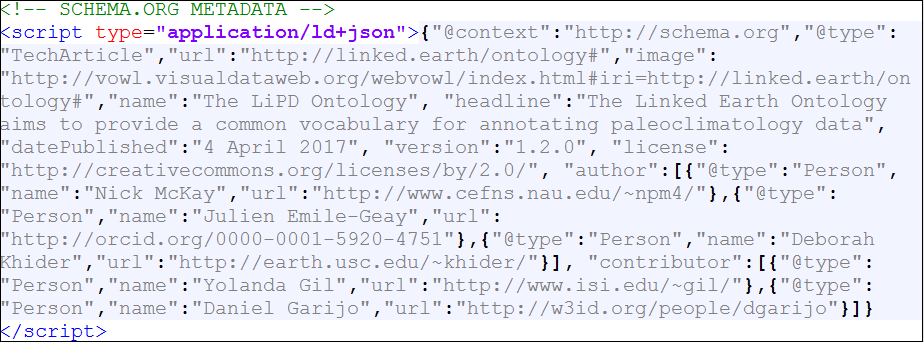 <!-- SCHEMA.ORG METADATA -->
<script type="application/ld+json">{"@context":"http://schema.org","@type":
"TechArticle","url":"http://linked.earth/ontology#","image":
"http://vowl.visualdataweb.org/webvowl/index.html#iri=http://linked.earth/on
tology#","name":"The LiPD Ontology", "headline":"The Linked Earth Ontology
aims to provide a common vocabulary for annotating paleoclimatology data",
"datePublished":"4 April 2017", "version":"1.2.0", "license":
"http://creativecommons.org/licenses/by/2.0/", "author":[{"@type":"Person",
"name":"Nick McKay","url":"http://www.cefns.nau.edu/~npm4/"},{"@type":
"Person","name":"Julien Emile-Geay","url":
"http://orcid.org/0000-0001-5920-4751"},{"@type":"Person","name":"Deborah
Khider","url":"http://earth.usc.edu/~khider/"}], "contributor":[{"@type":
"Person","name":"Yolanda Gil","url":"http://www.isi.edu/~gil/"},{"@type":
"Person","name":"Daniel Garijo","url":"http://w3id.org/people/dgarijo"}]}
</script>